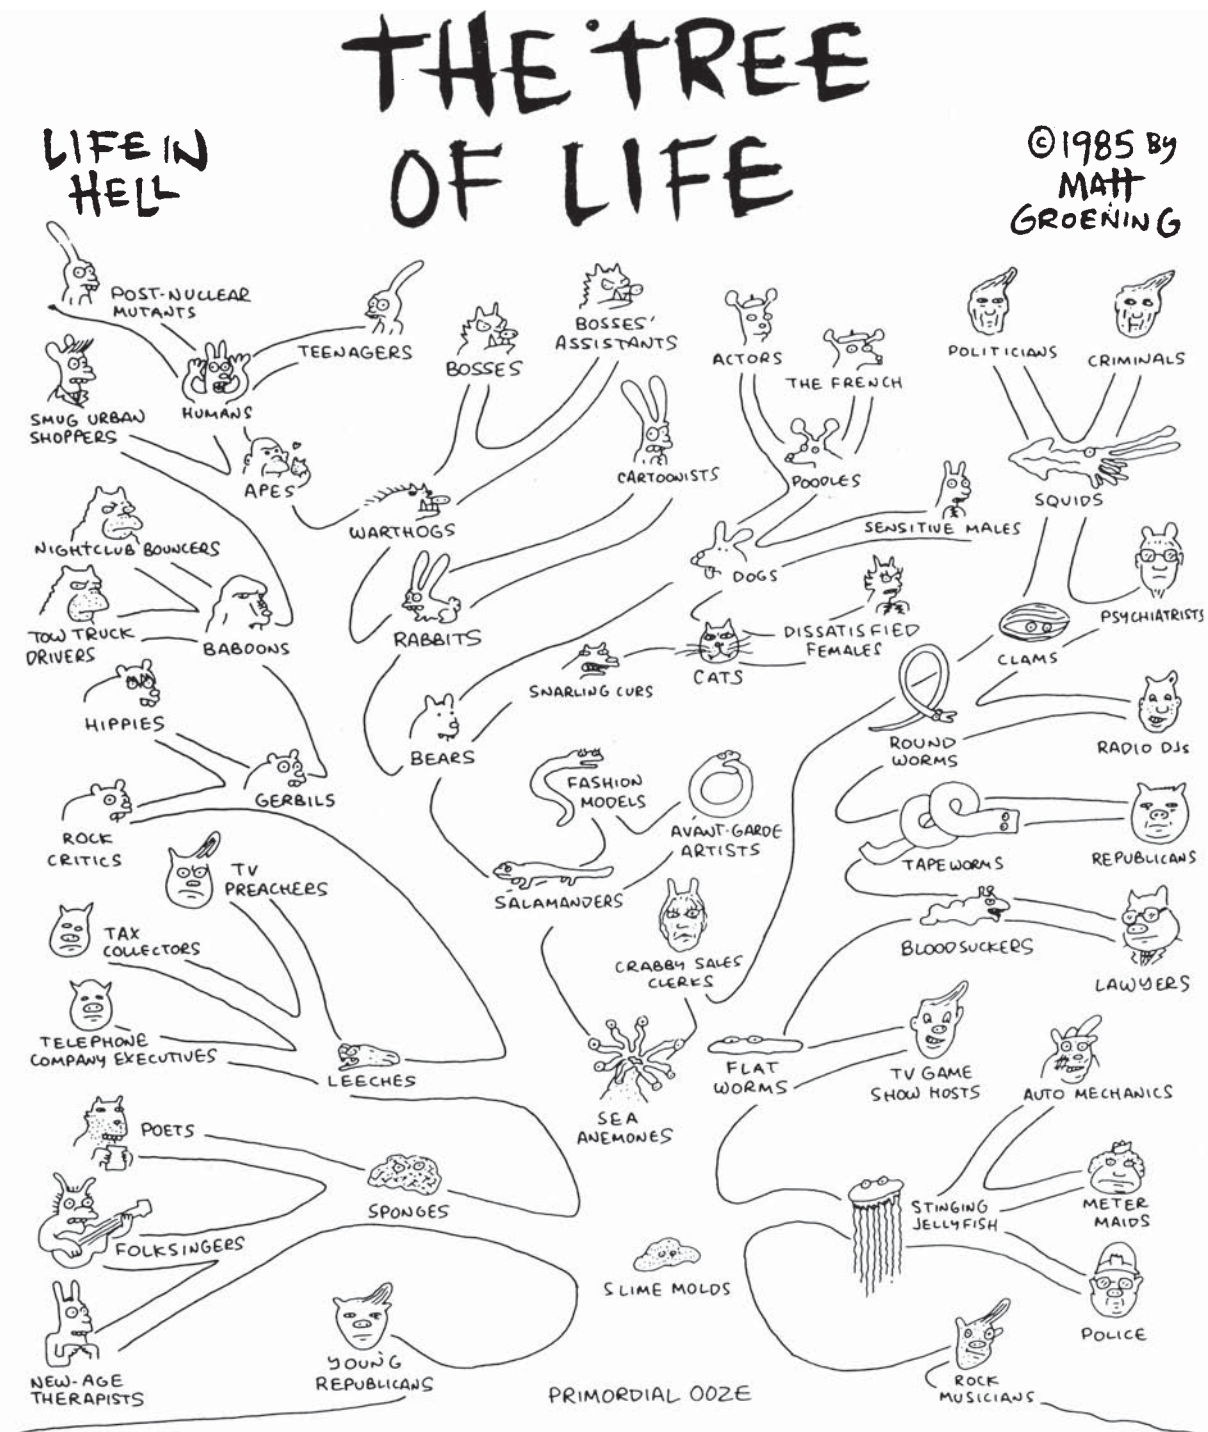 THE TREE
OF LIFE
LIFE IN
HELL
©1985 BY
MATT
GROENING
POST-NUCLEAR
MUTANTS
TEENAGERS
BOSSES
BOSSES'
ASSISTANTS
ACTORS
THE FRENCH
POLITICIANS
CRIMINALS
SMUG URBAN
SHOPPERS
HUMANS
APES
WARTHOGS
CARTOONISTS
POODLES
SQUIDS
SENSITIVE MALES
NIGHTCLUB BOUNCERS
TOW TRUCK
DRIVERS
BABOONS
RABBITS
DOGS
CATS
DISSATISFIED
FEMALES
CLAMS
PSYCHIATRISTS
HIPPIES
SNARLING CURS
BEARS
ROUND
WORMS
RADIO DJs
GERBILS
FASHION
MODELS
AVANT-GARDE
ARTISTS
ROCK
CRITICS
TV
PREACHERS
SALAMANDERS
TAPEWORMS
REPUBLICANS
TAX
COLLECTORS
CRABBY SALES
CLERKS
BLOODSUCKERS
LAWYERS
TELEPHONE
COMPANY EXECUTIVES
LEECHES
SEA
ANEMONES
FLAT
WORMS
TV GAME
SHOW HOSTS
AUTO MECHANICS
POETS
SPONGES
STINGING
JELLYFISH
METER
MAIDS
FOLKSINGERS
SLIME MOLDS
POLICE
NEW-AGE
THERAPISTS
YOUNG
REPUBLICANS
PRIMORDIAL OOZE
ROCK
MUSICIANS